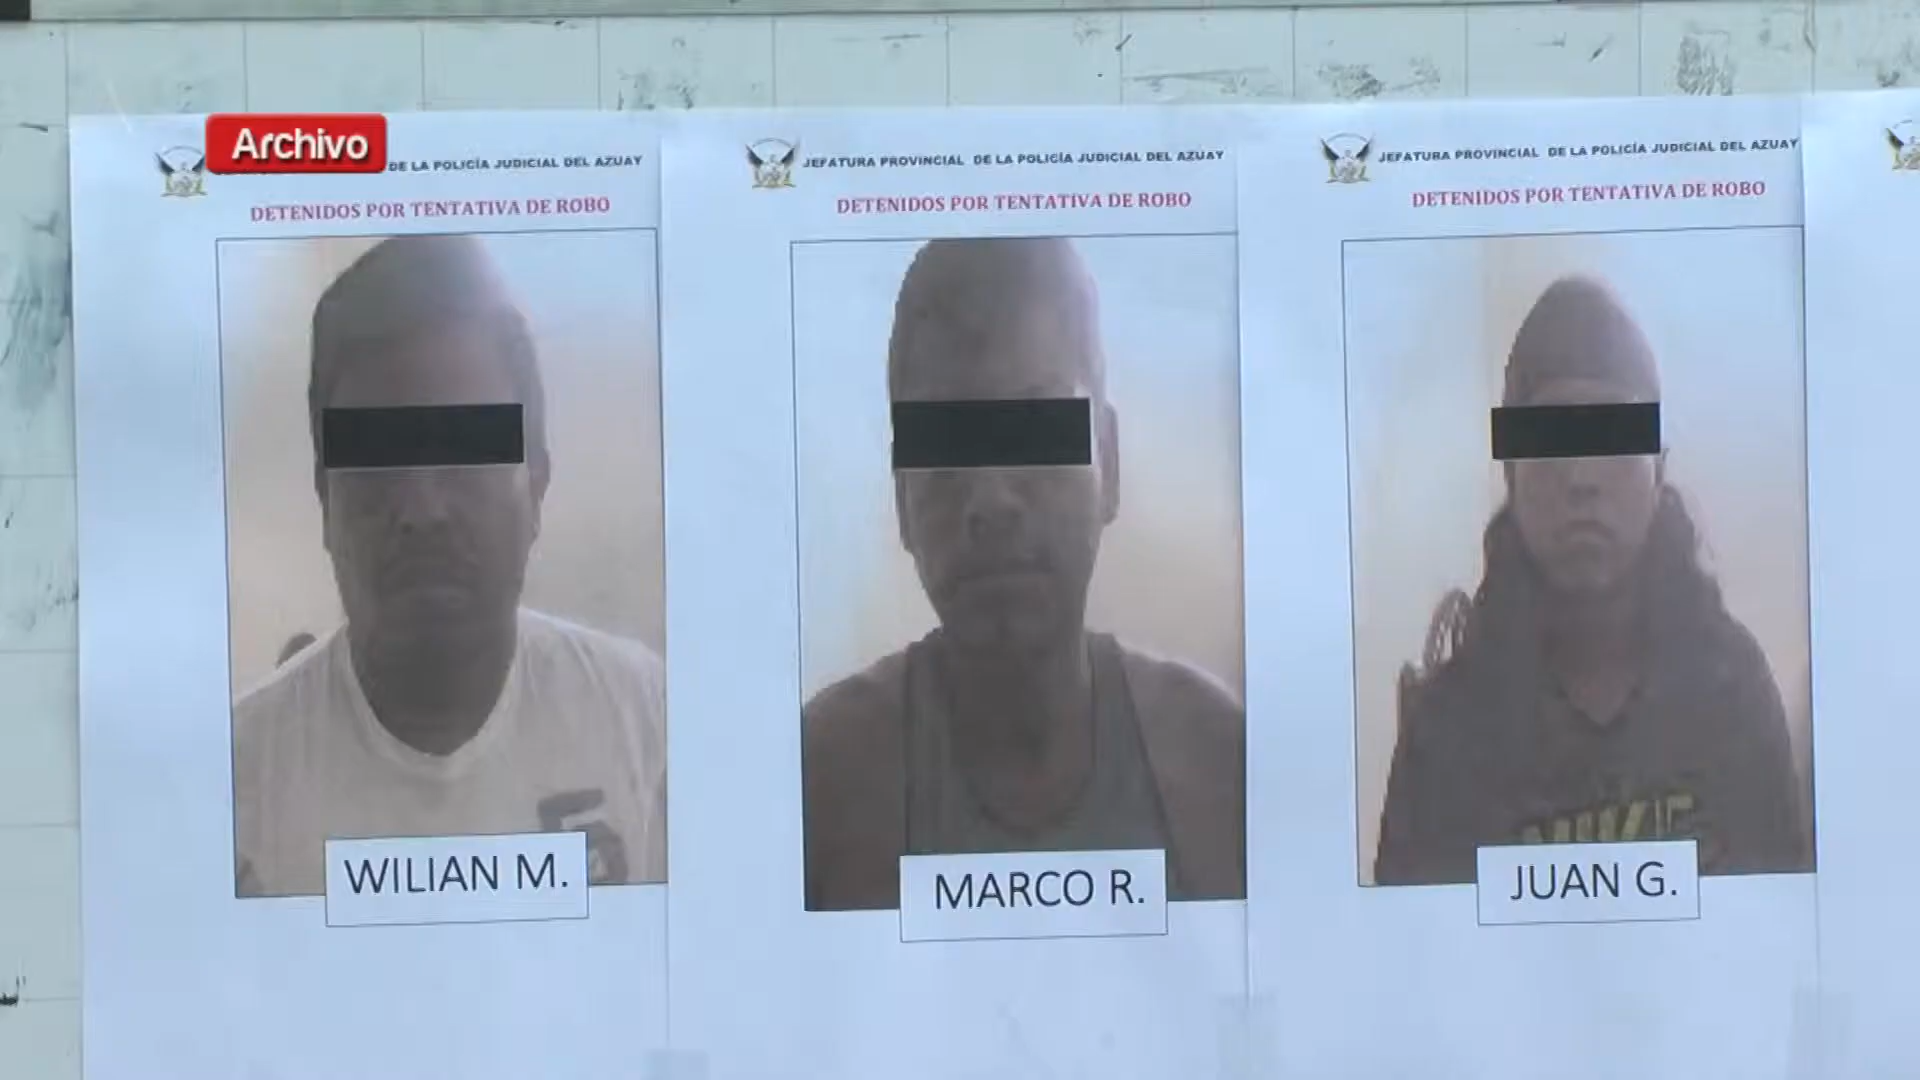 Archivo
DE LA POLICÍA JUDICIAL DEL AZUAY
DETENIDOS POR TENTATIVA DE ROBO
WILIAN M.
JEFATURA PROVINCIAL DE LA POLICÍA JUDICIAL DEL AZUAY
DETENIDOS POR TENTATIVA DE ROBO
MARCO R.
JEFATURA PROVINCIAL DE LA POLICÍA JUDICIAL DEL AZUAY
DETENIDOS POR TENTATIVA DE ROBO
NIKE
JUAN G.